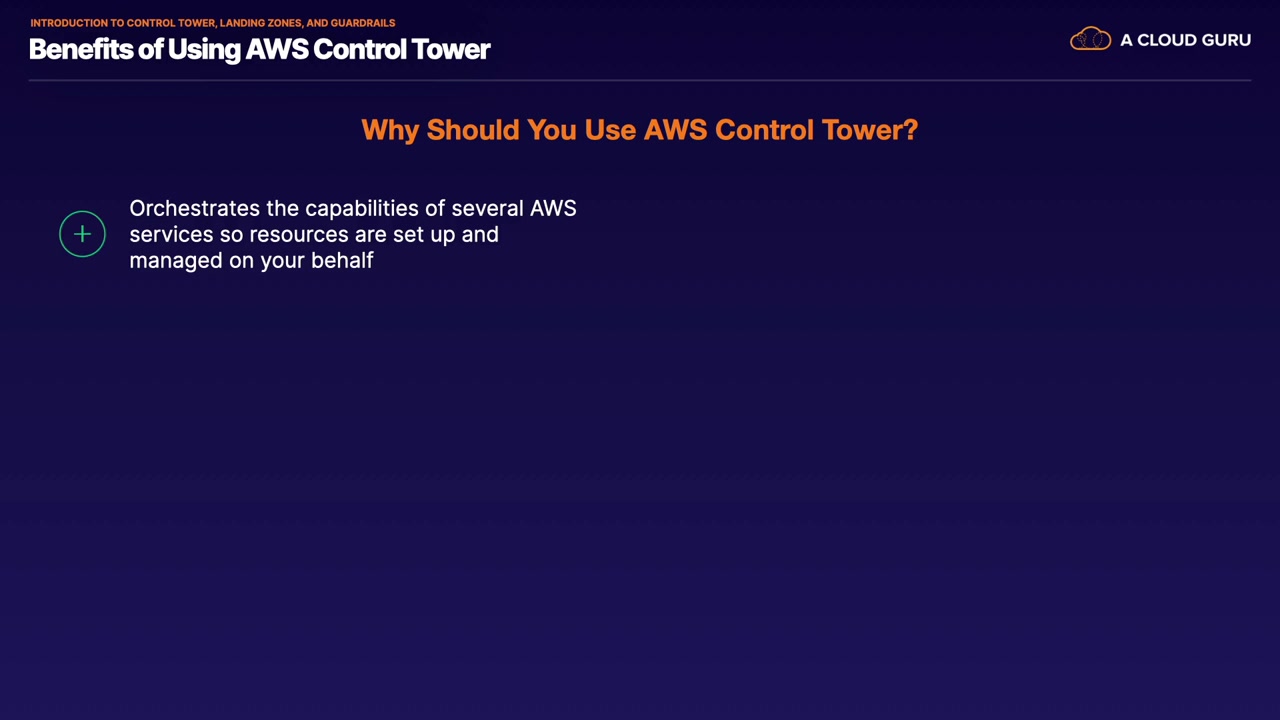 INTRODUCTION TO CONTROL TOWER, LANDING ZONES, AND GUARDRAILS
Benefits of Using AWS Control Tower
A CLOUD GURU
Why Should You Use AWS Control Tower?
Orchestrates the capabilities of several AWS
services so resources are set up and
managed on your behalf